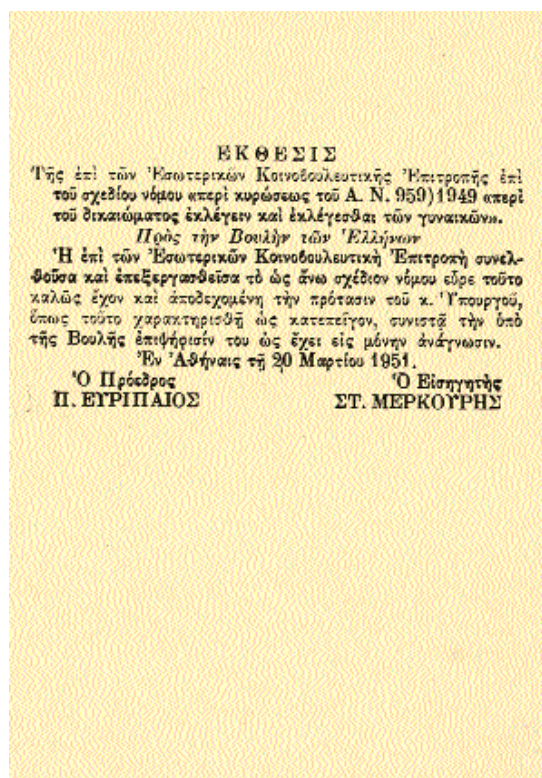 ΕΚΘΕΣΙΣ
Τῆς ἐπὶ τῶν Ἐσωτερικῶν Κοινοβουλευτικῆς Ἐπιτροπῆς ἐπὶ
τοῦ σχεδίου νόμου «περὶ κυρώσεως τοῦ Α. Ν. 959)1949 «περὶ
τοῦ δικαιώματος ἐκλέγειν καὶ ἐκλέγεσθαι τῶν γυναικῶν».
Πρὸς τὴν Βουλὴν τῶν Ἑλλήνων
Ἡ ἐπὶ τῶν Ἐσωτερικῶν Κοινοβουλευτικὴ Ἐπιτροπὴ συνελ-
θοῦσα καὶ ἐπεξεργασθεῖσα τὸ ὡς ἄνω σχέδιον νόμου εὗρε τοῦτο
καλῶς ἔχον καὶ ἀποδεχομένη τὴν πρότασιν τοῦ κ. Ὑπουργοῦ,
ὅπως τοῦτο χαρακτηρισθῇ ὡς κατεπεῖγον, συνιστᾷ τὴν ὑπὸ
τῆς Βουλῆς ἐπιψήφισίν του ὡς ἔχει εἰς μόνην ἀνάγνωσιν.
Ἐν Ἀθήναις τῇ 20 Μαρτίου 1951.
Ὁ Πρόεδρος Ὁ Εἰσηγητὴς
Π. ΕΥΡΙΠΑΙΟΣ ΣΤ. ΜΕΡΚΟΥΡΗΣ